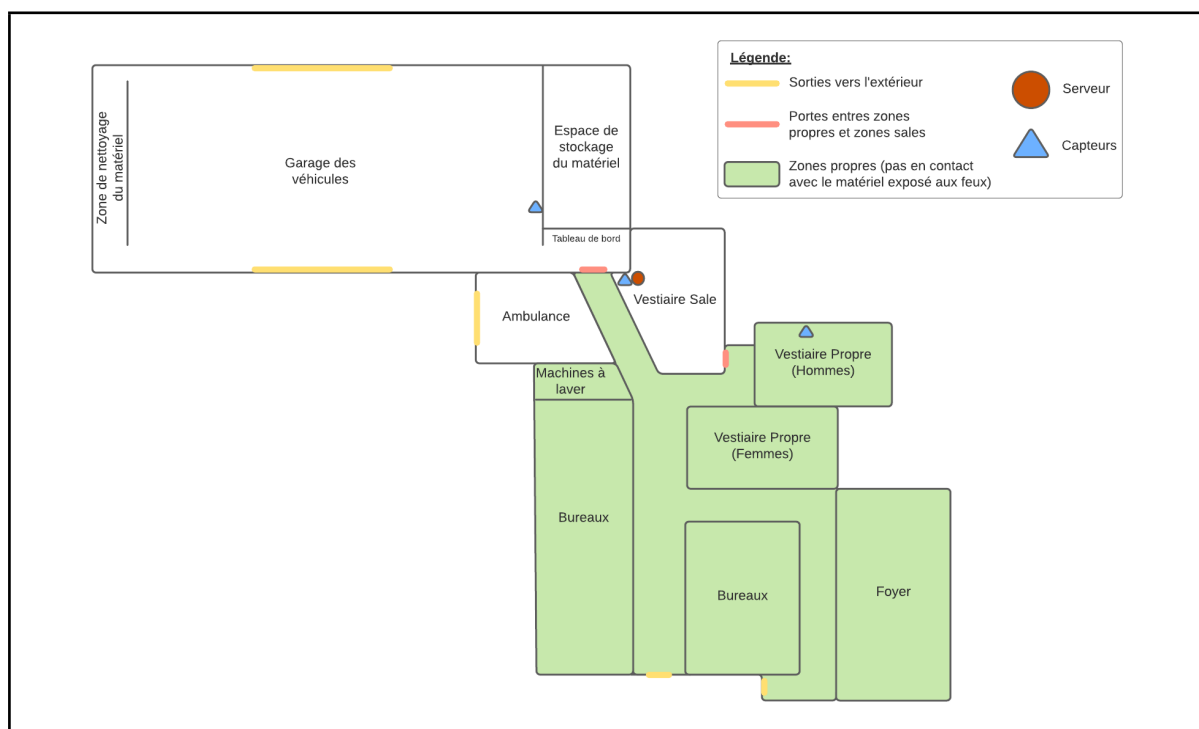 Légende:
Sorties vers l'extérieur
Portes entres zones
propres et zones sales
Zones propres (pas en contact
avec le matériel exposé aux feux)
Serveur
Capteurs
Zone de nettoyage
du matériel
Garage des
véhicules
Espace de
stockage
du matériel
Tableau de bord
Vestiaire Sale
Ambulance
Vestiaire Propre
(Hommes)
Machines à
laver
Vestiaire Propre
(Femmes)
Bureaux
Bureaux
Foyer